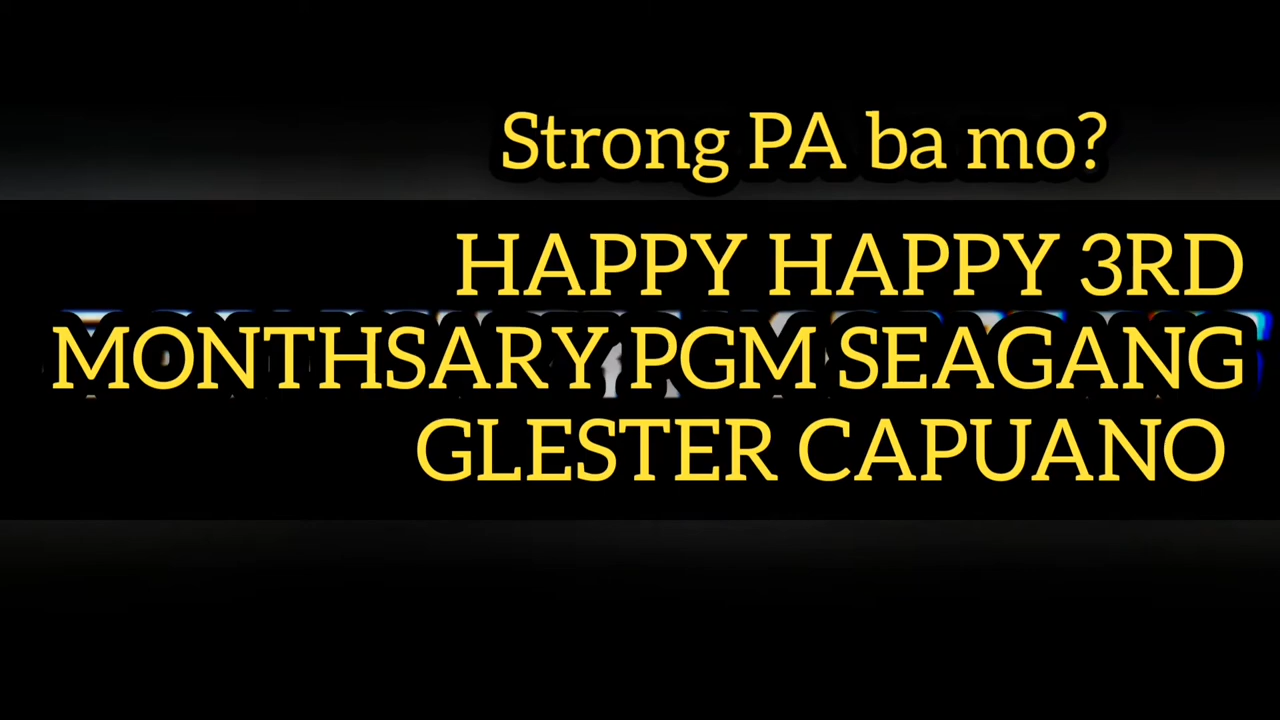 Strong PA ba mo?
HAPPY HAPPY 3RD
MONTHSARY PGM SEAGANG
GLESTER CAPUANO